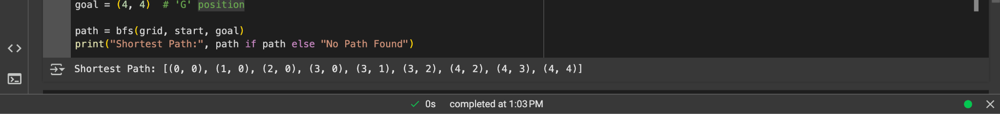 goal = (4, 4)  # 'G' position
path = bfs(grid, start, goal)
print("Shortest Path:", path if path else "No Path Found")
Shortest Path: [(0, 0), (1, 0), (2, 0), (3, 0), (3, 1), (3, 2), (4, 2), (4, 3), (4, 4)]
0s completed at 1:03 PM